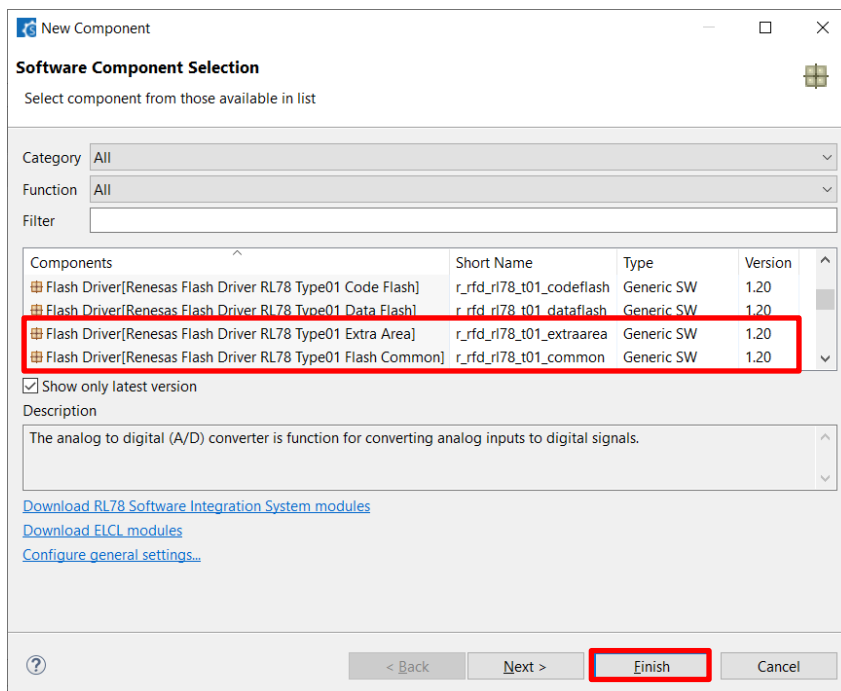 New Component
Software Component Selection
Select component from those available in list
Category All
Function All
Filter
Components Short Name Type Version
Flash Driver[Renesas Flash Driver RL78 Type01 Code Flash] r_rfd_rl78_t01_codeflash Generic SW 1.20
Flash Driver[Renesas Flash Driver RL78 Type01 Data Flash] r_rfd_rl78_t01_dataflash Generic SW 1.20
Flash Driver[Renesas Flash Driver RL78 Type01 Extra Area] r_rfd_rl78_t01_extraarea Generic SW 1.20
Flash Driver[Renesas Flash Driver RL78 Type01 Flash Common] r_rfd_rl78_t01_common Generic SW 1.20
Show only latest version
Description
The analog to digital (A/D) converter is function for converting analog inputs to digital signals.
Download RL78 Software Integration System modules
Download ELCL modules
Configure general settings...
? < Back Next > Finish Cancel